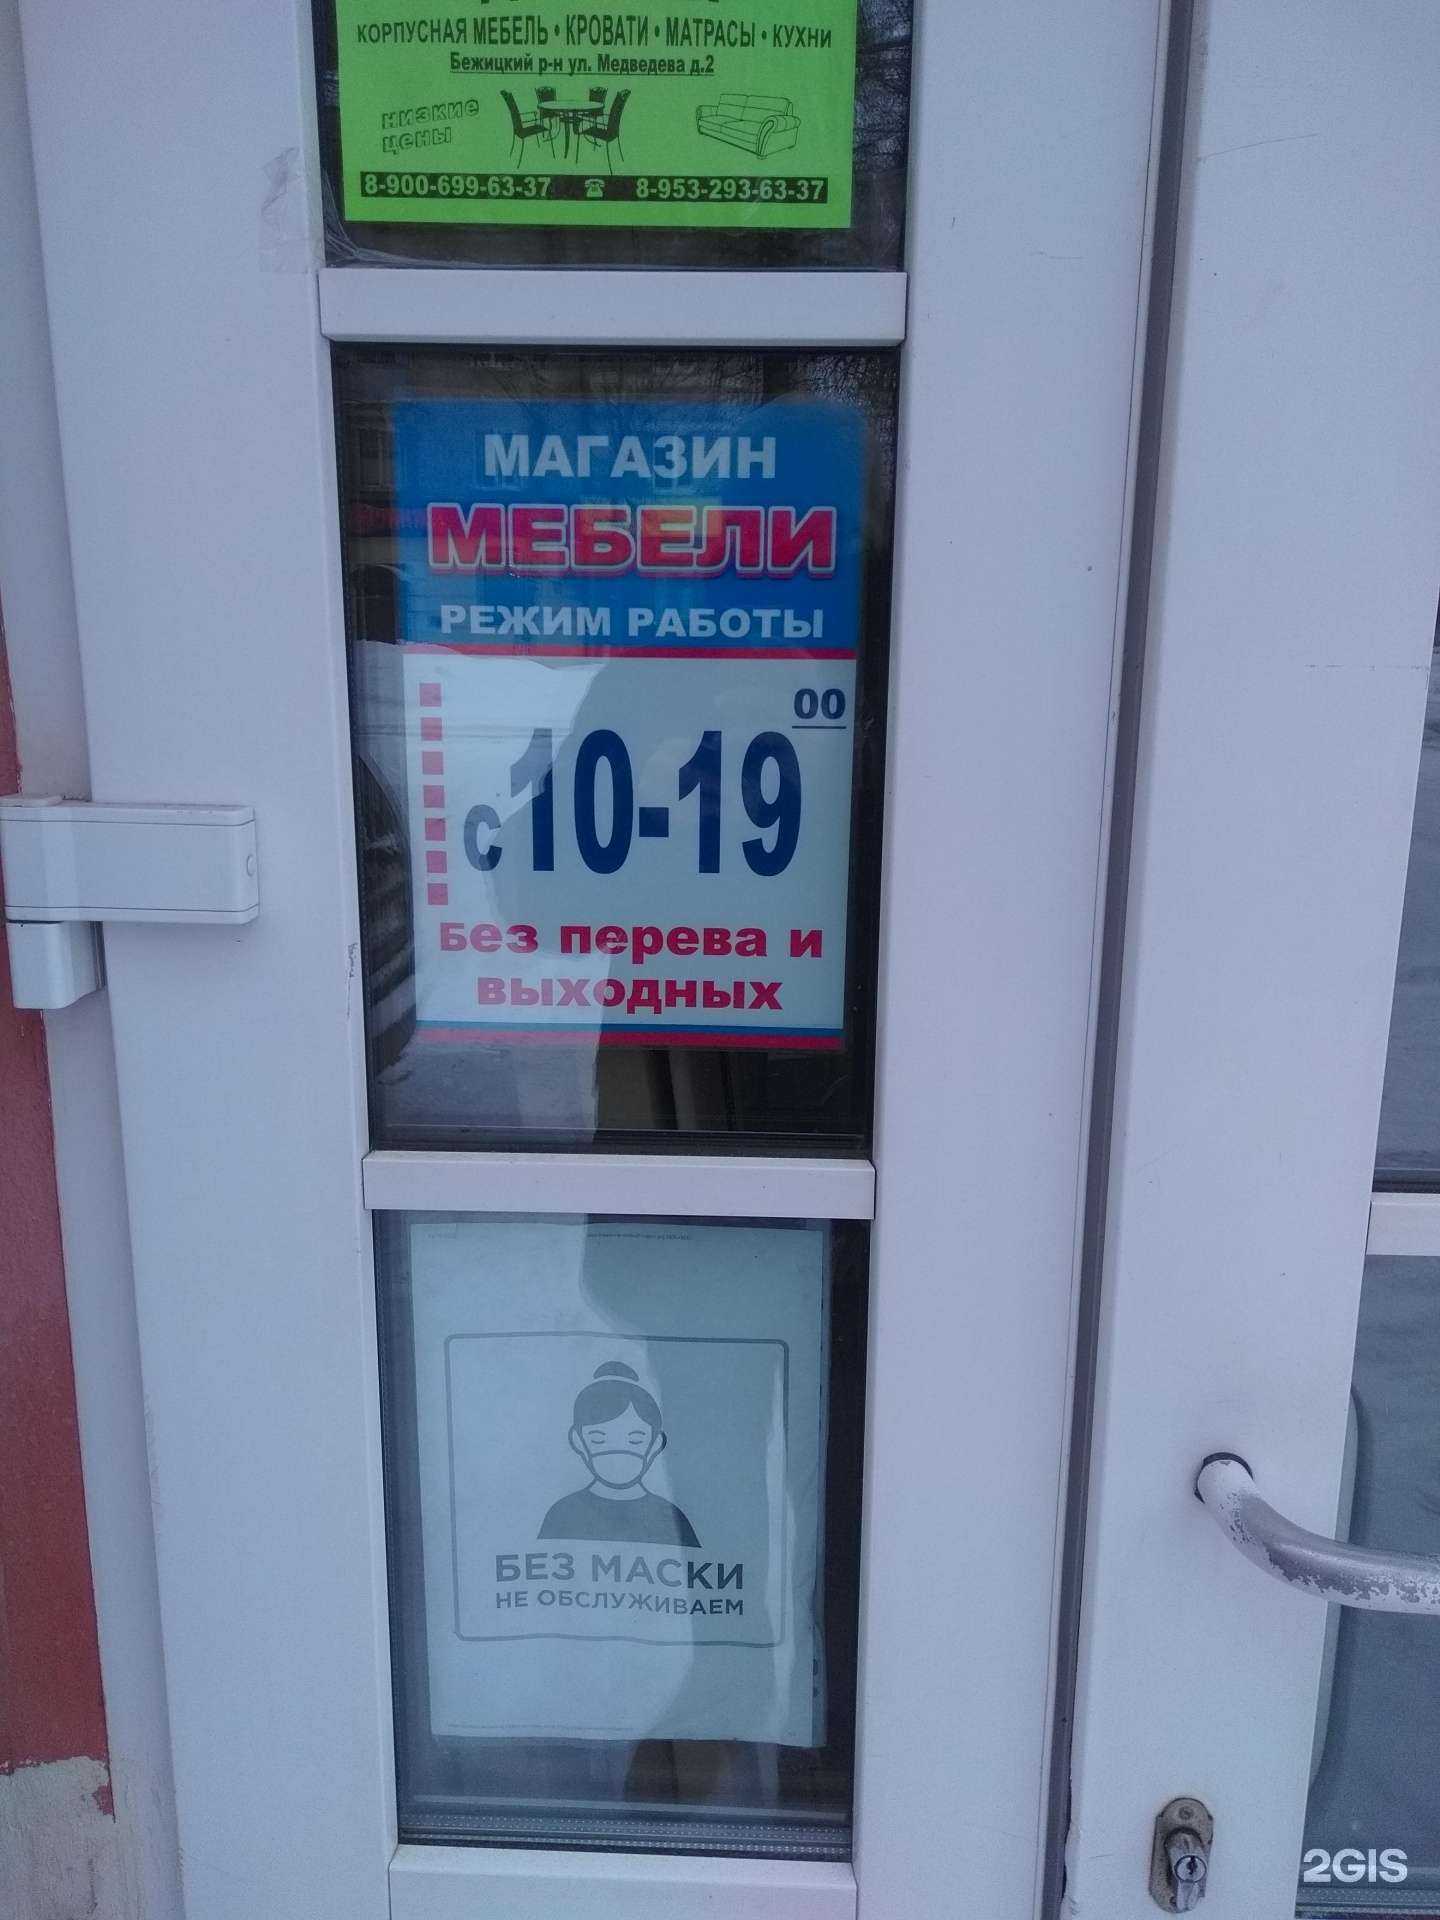 КОРПУСНАЯ МЕБЕЛЬ • КРОВАТИ • МАТРАСЫ • КУХНИ
Бежицкий р-н ул. Медведева д.2
низкие
цены
8-900-699-63-37 ☎ 8-953-293-63-37
МАГАЗИН
МЕБЕЛИ
РЕЖИМ РАБОТЫ
с 10-19 00
Без перева и
выходных
БЕЗ МАСКИ
НЕ ОБСЛУЖИВАЕМ
2GIS